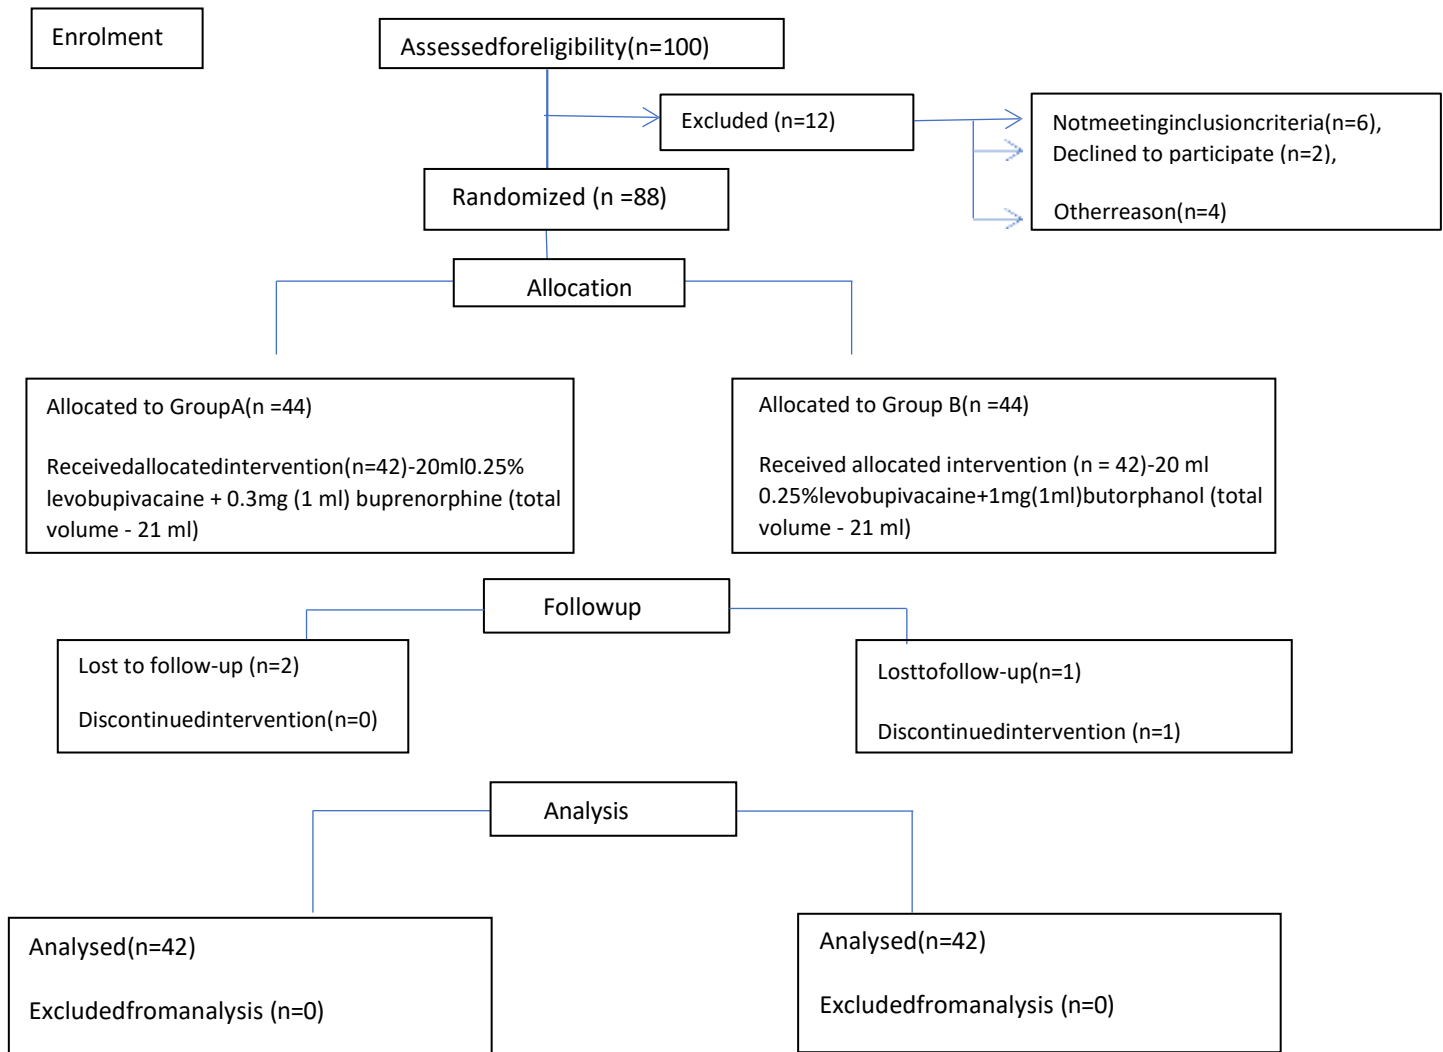 Enrolment
Assessedforeligibility(n=100)
Excluded (n=12)
Notmeetinginclusioncriteria(n=6),
Declined to participate (n=2),
Otherreason(n=4)
Randomized (n =88)
Allocation
Allocated to GroupA(n =44)
Receivedallocatedintervention(n=42)-20ml0.25%
levobupivacaine + 0.3mg (1 ml) buprenorphine (total
volume - 21 ml)
Allocated to Group B(n =44)
Received allocated intervention (n = 42)-20 ml
0.25%levobupivacaine+1mg(1ml)butorphanol (total
volume - 21 ml)
Followup
Lost to follow-up (n=2)
Discontinuedintervention(n=0)
Losttofollow-up(n=1)
Discontinuedintervention (n=1)
Analysis
Analysed(n=42)
Excludedfromanalysis (n=0)
Analysed(n=42)
Excludedfromanalysis (n=0)